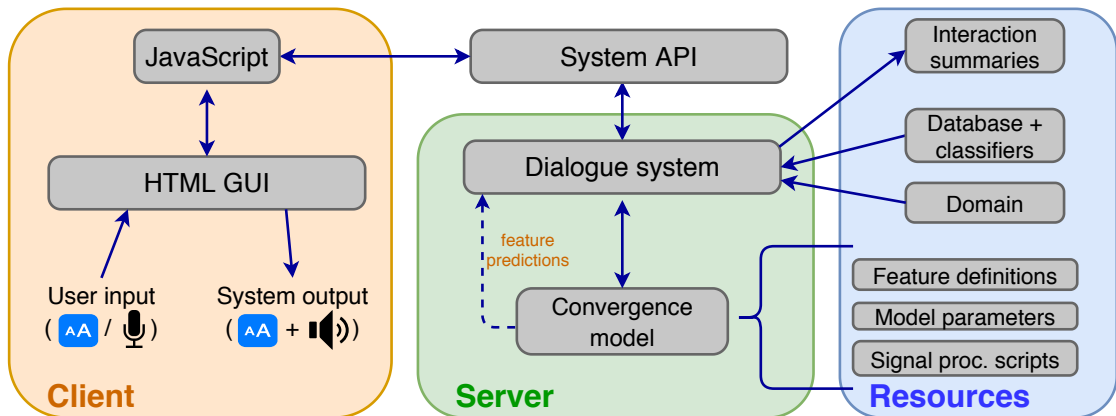 JavaScript
HTML GUI
User input
( AA / )
System output
( AA + )
Client
System API
Dialogue system
feature
predictions
Convergence
model
Server
Interaction
summaries
Database +
classifiers
Domain
Feature definitions
Model parameters
Signal proc. scripts
Resources